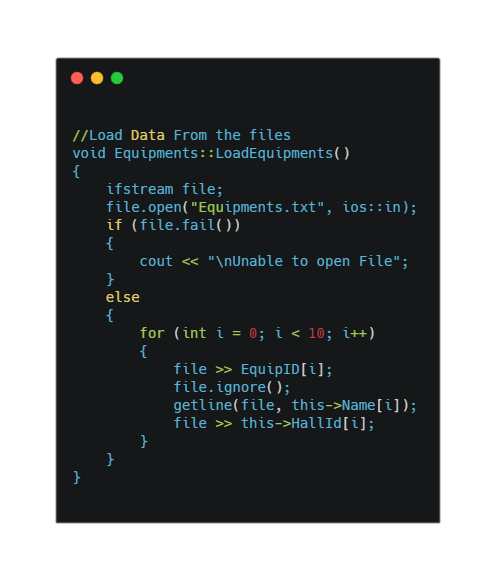 //Load Data From the files
void Equipments::LoadEquipments()
{
    ifstream file;
    file.open("Equipments.txt", ios::in);
    if (file.fail())
    {
        cout << "\nUnable to open File";
    }
    else
    {
        for (int i = 0; i < 10; i++)
        {
            file >> EquipID[i];
            file.ignore();
            getline(file, this->Name[i]);
            file >> this->HallId[i];
        }
    }
}